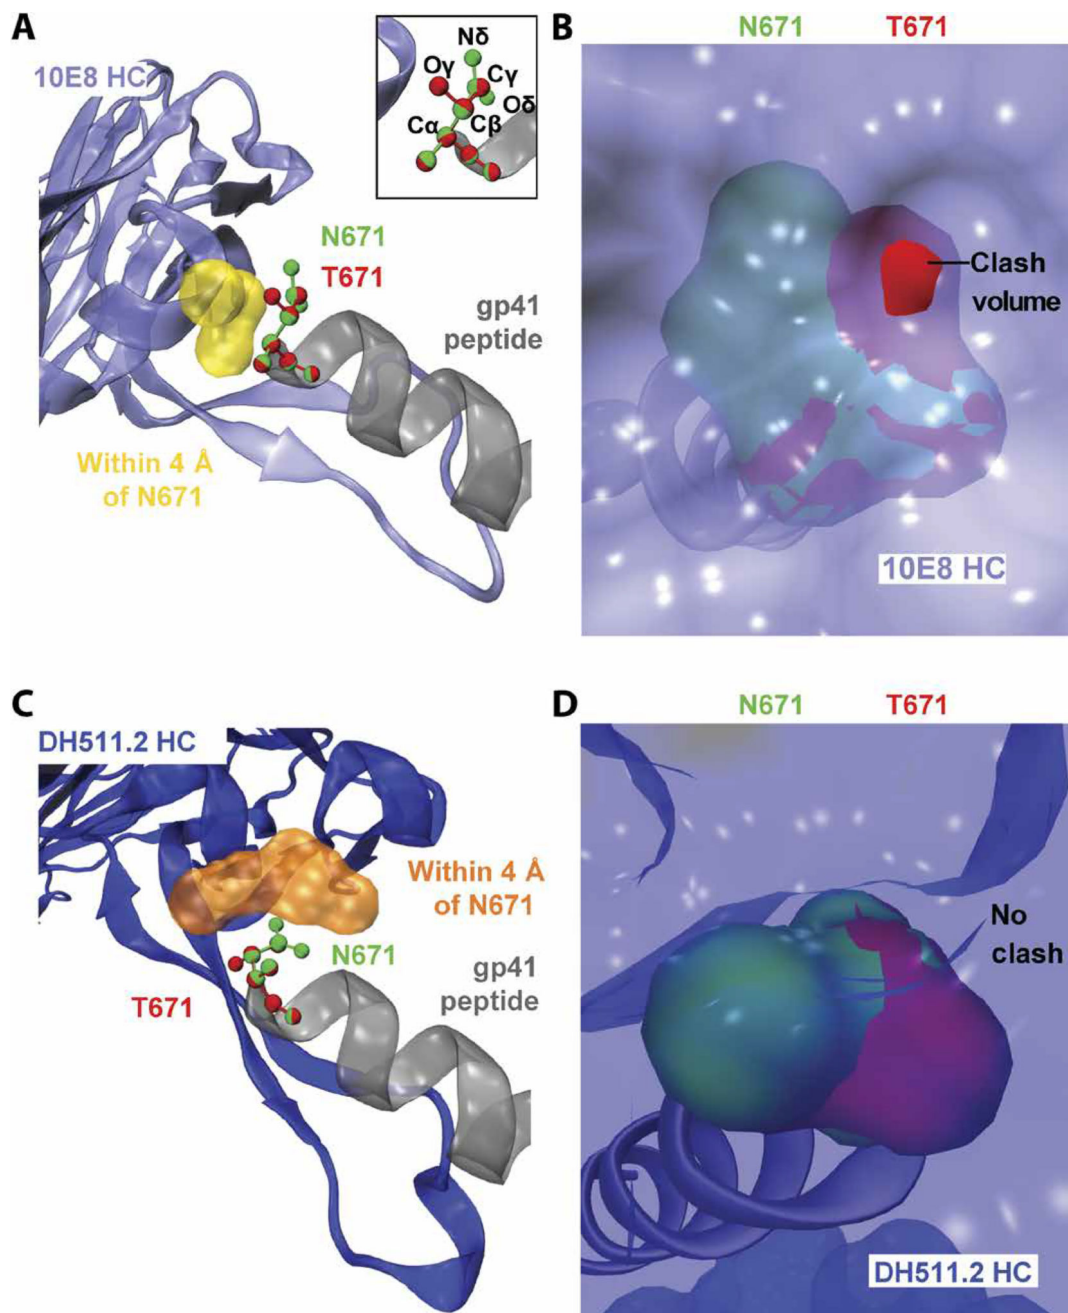 A
10E8 HC
Nδ
Oγ
Cγ
Oδ
Cα
Cβ
N671
T671
gp41
peptide
Within 4 Å
of N671
B
N671
T671
Clash
volume
10E8 HC
C
DH511.2 HC
Within 4 Å
of N671
N671
T671
gp41
peptide
D
N671
T671
No
clash
DH511.2 HC